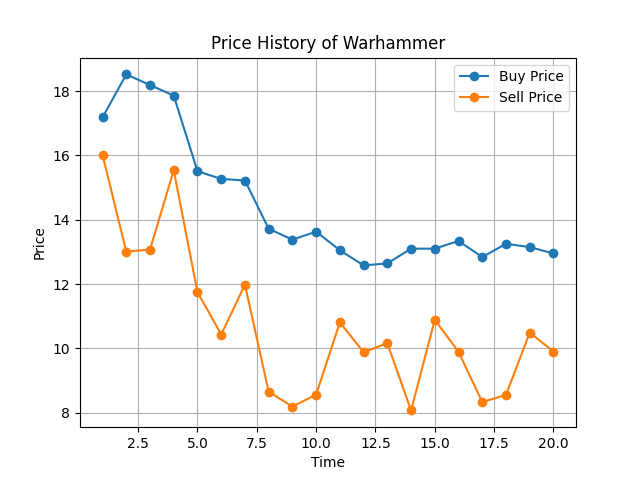 Price History of Warhammer
Buy Price
Sell Price
18
16
14
12
10
8
Price
2.5 5.0 7.5 10.0 12.5 15.0 17.5 20.0
Time